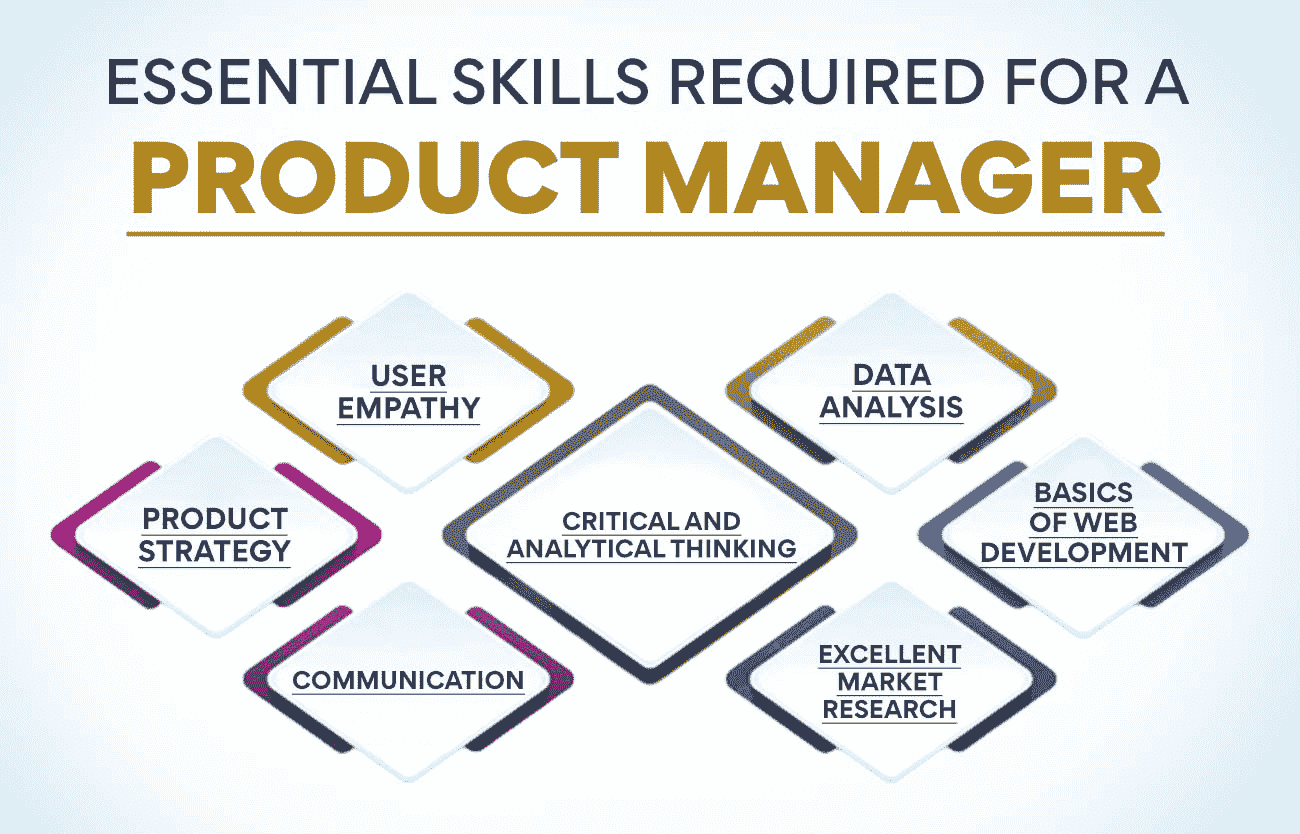 ESSENTIAL SKILLS REQUIRED FOR A
PRODUCT MANAGER
USER
EMPATHY
DATA
ANALYSIS
PRODUCT
STRATEGY
CRITICAL AND
ANALYTICAL THINKING
BASICS
OF WEB
DEVELOPMENT
COMMUNICATION
EXCELLENT
MARKET
RESEARCH